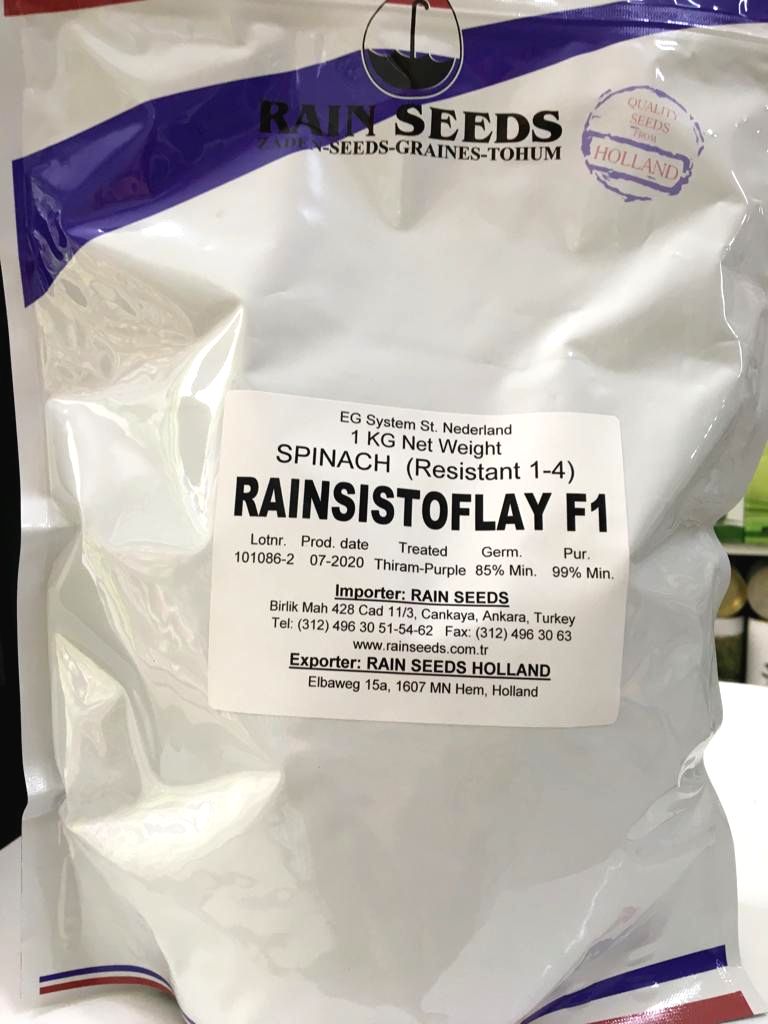 RAIN SEEDS
ZADEN-SEEDS-GRAINES-TOHUM
QUALITY
SEEDS
FROM
HOLLAND
EG System St. Nederland
1 KG Net Weight
SPINACH (Resistant 1-4)
RAINSISTOFLAY F1
Lotnr. Prod. date Treated Germ. Pur.
101086-2 07-2020 Thiram-Purple 85% Min. 99% Min.
Importer: RAIN SEEDS
Birlik Mah 428 Cad 11/3, Cankaya, Ankara, Turkey
Tel: (312) 496 30 51-54-62 Fax: (312) 496 30 63
www.rainseeds.com.tr
Exporter: RAIN SEEDS HOLLAND
Elbaweg 15a, 1607 MN Hem, Holland